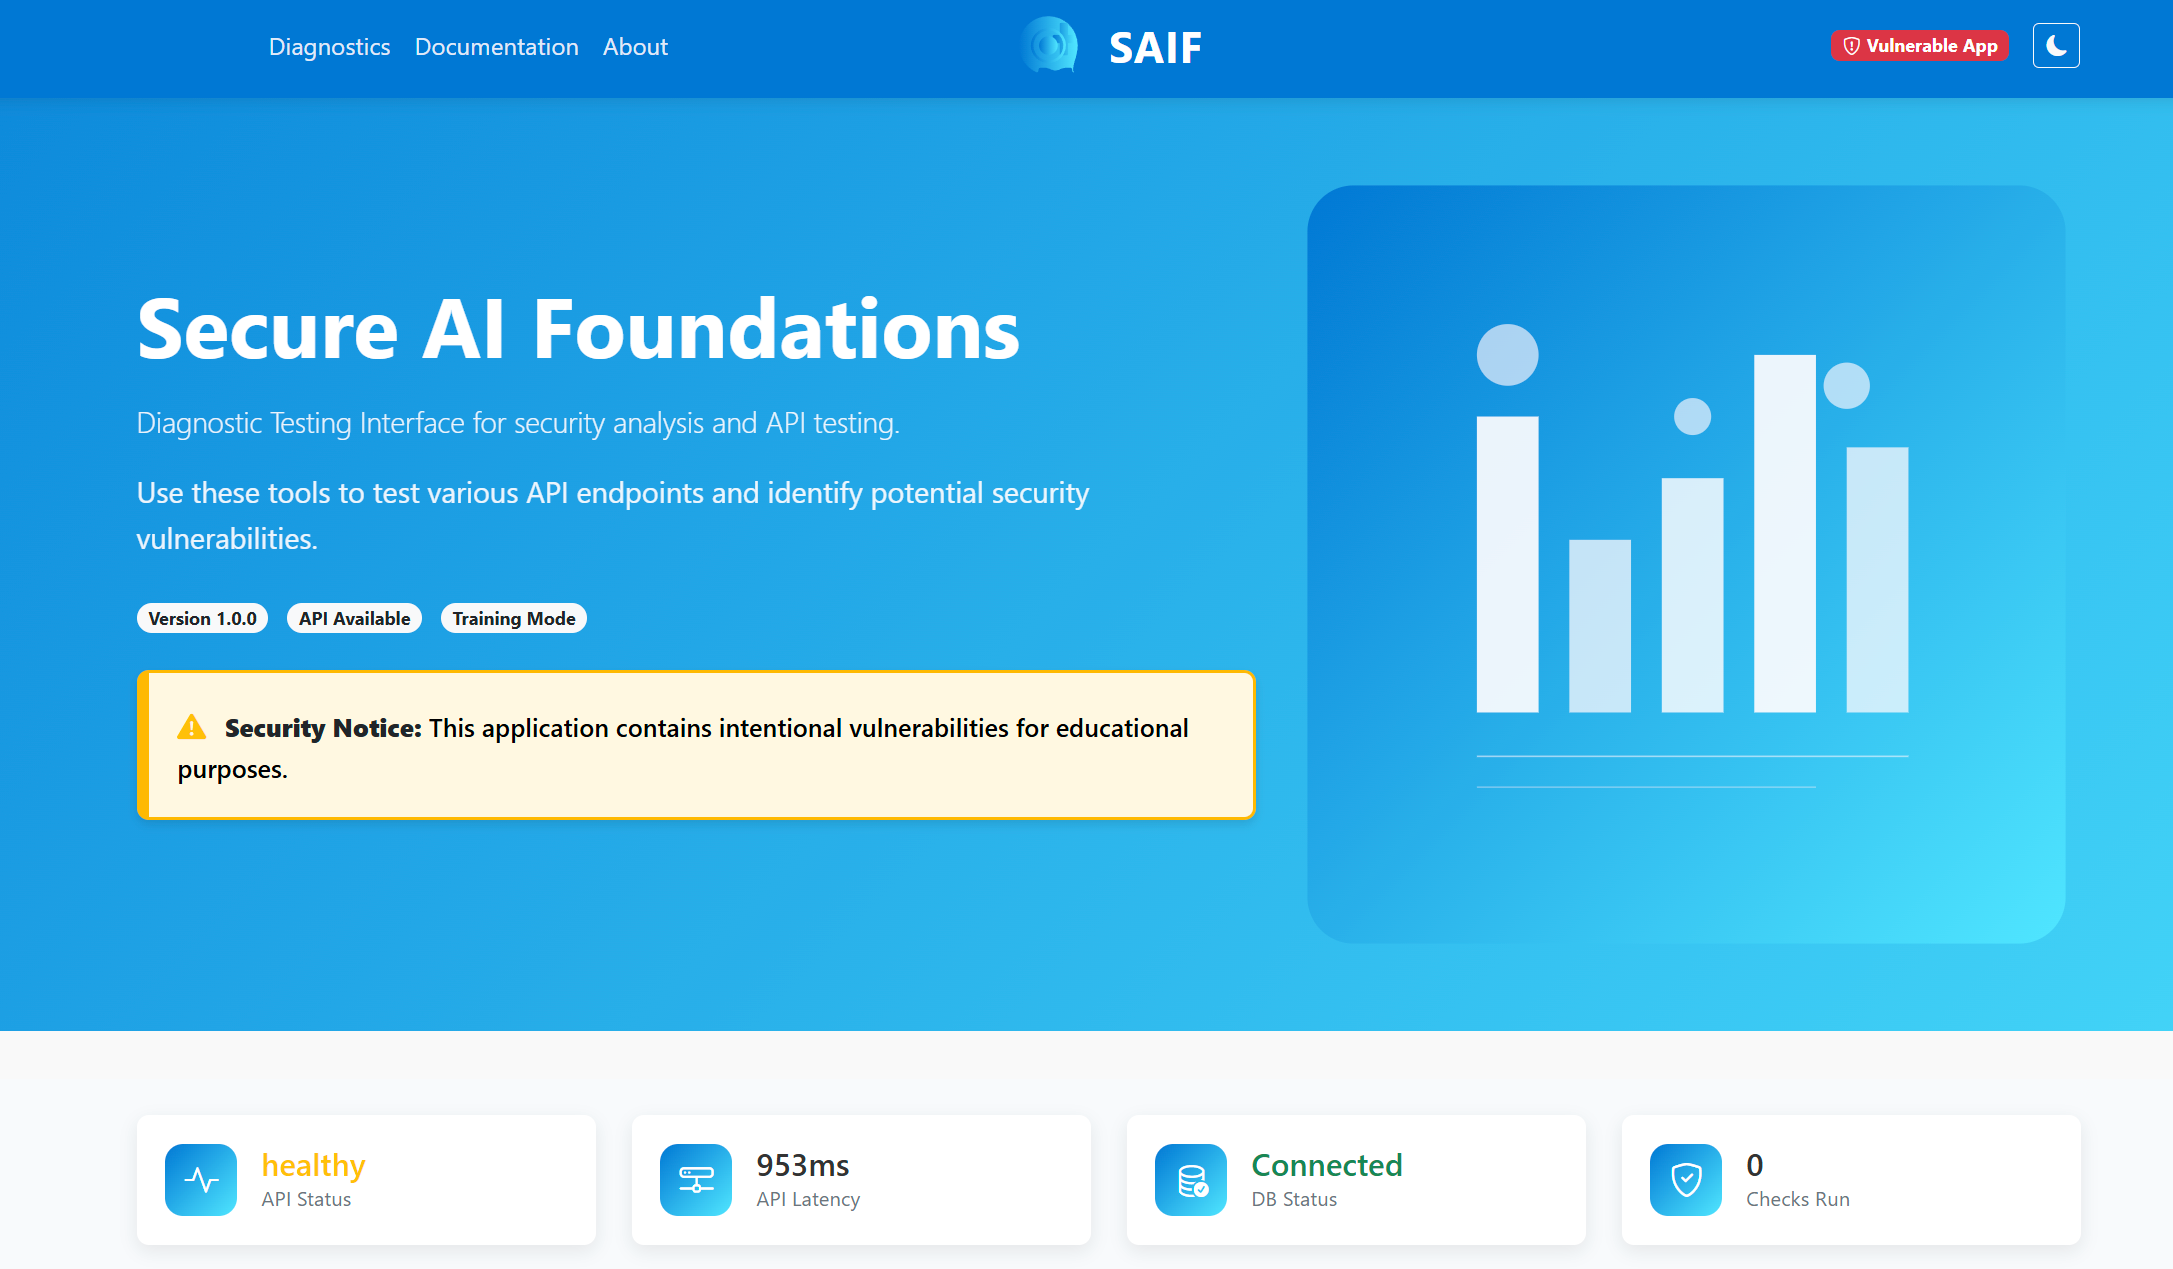 Diagnostics Documentation About
SAIF
Vulnerable App
Secure AI Foundations
Diagnostic Testing Interface for security analysis and API testing.
Use these tools to test various API endpoints and identify potential security
vulnerabilities.
Version 1.0.0
API Available
Training Mode
Security Notice: This application contains intentional vulnerabilities for educational
purposes.
healthy
API Status
953ms
API Latency
Connected
DB Status
0
Checks Run